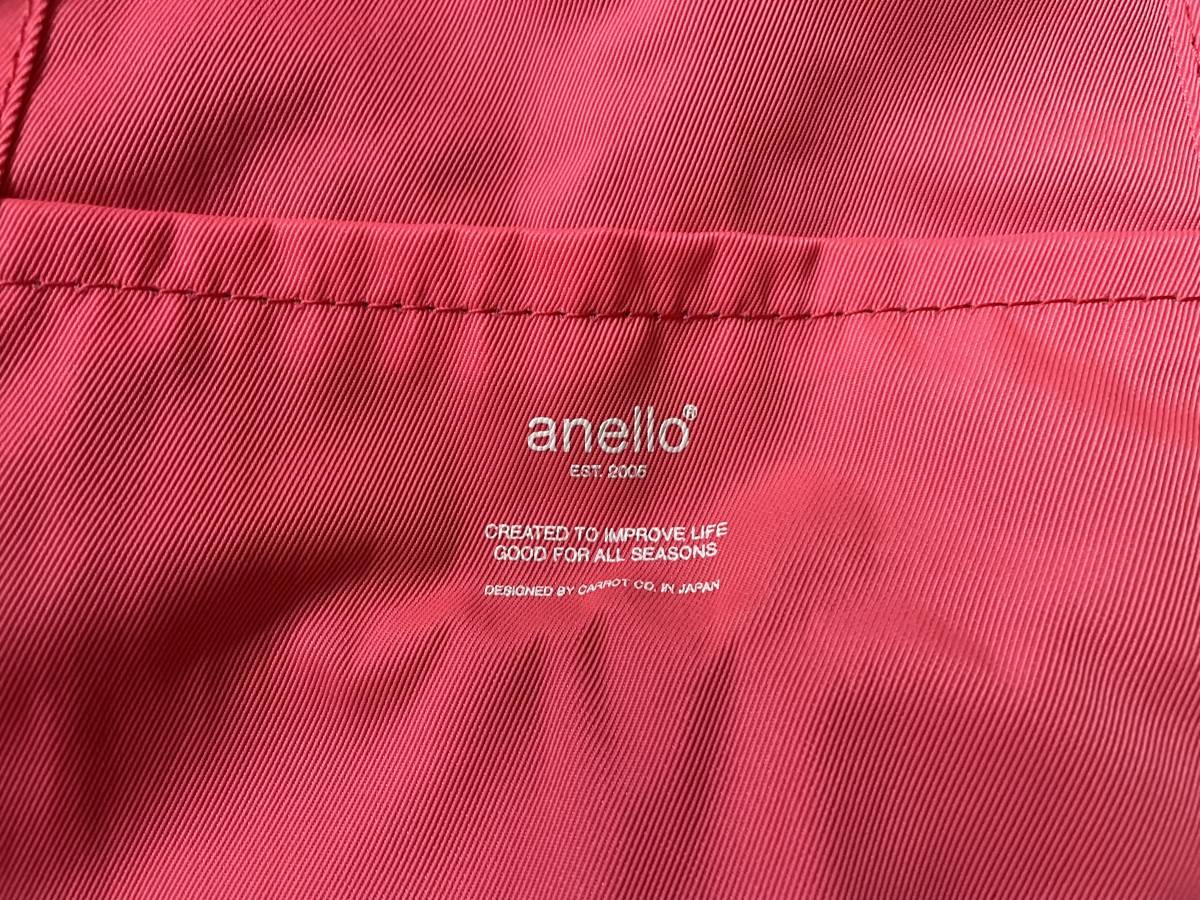 anello®
EST. 2005
CREATED TO IMPROVE LIFE
GOOD FOR ALL SEASONS
DESIGNED BY CARROT CO. IN JAPAN